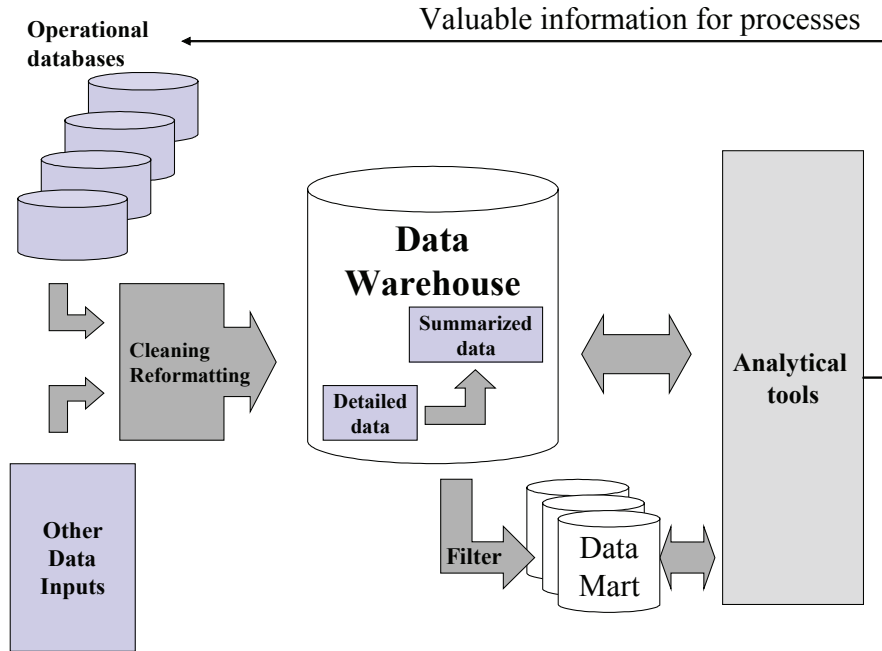 Valuable information for processes
Operational
databases
Data
Warehouse
Summarized
data
Cleaning
Reformatting
Detailed
data
Analytical
tools
Other
Data
Inputs
Filter
Data
Mart